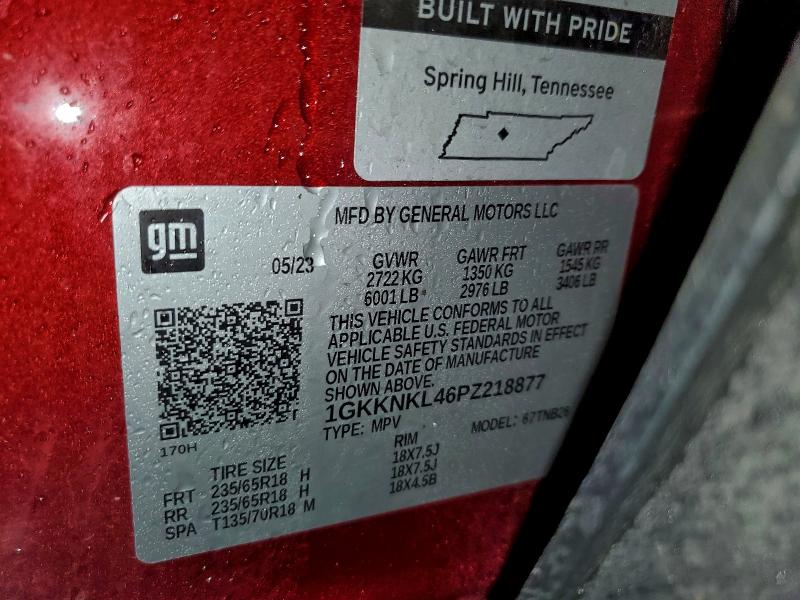 BUILT WITH PRIDE
Spring Hill, Tennessee
gm
MFD BY GENERAL MOTORS LLC
05/23
GVWR GAWR FRT GAWR RR
2722 KG 1350 KG 1545 KG
6001 LB 2976 LB 3406 LB
THIS VEHICLE CONFORMS TO ALL
APPLICABLE U.S. FEDERAL MOTOR
VEHICLE SAFETY STANDARDS IN EFFECT
ON THE DATE OF MANUFACTURE
SHOWN ABOVE.
1GKKNKL46PZ218877
TYPE: MPV MODEL: 67TNB26
170H
TIRE SIZE RIM
FRT 235/65R18 H 18X7.5J
RR 235/65R18 H 18X7.5J
SPA T135/70R18 M 18X4.5B